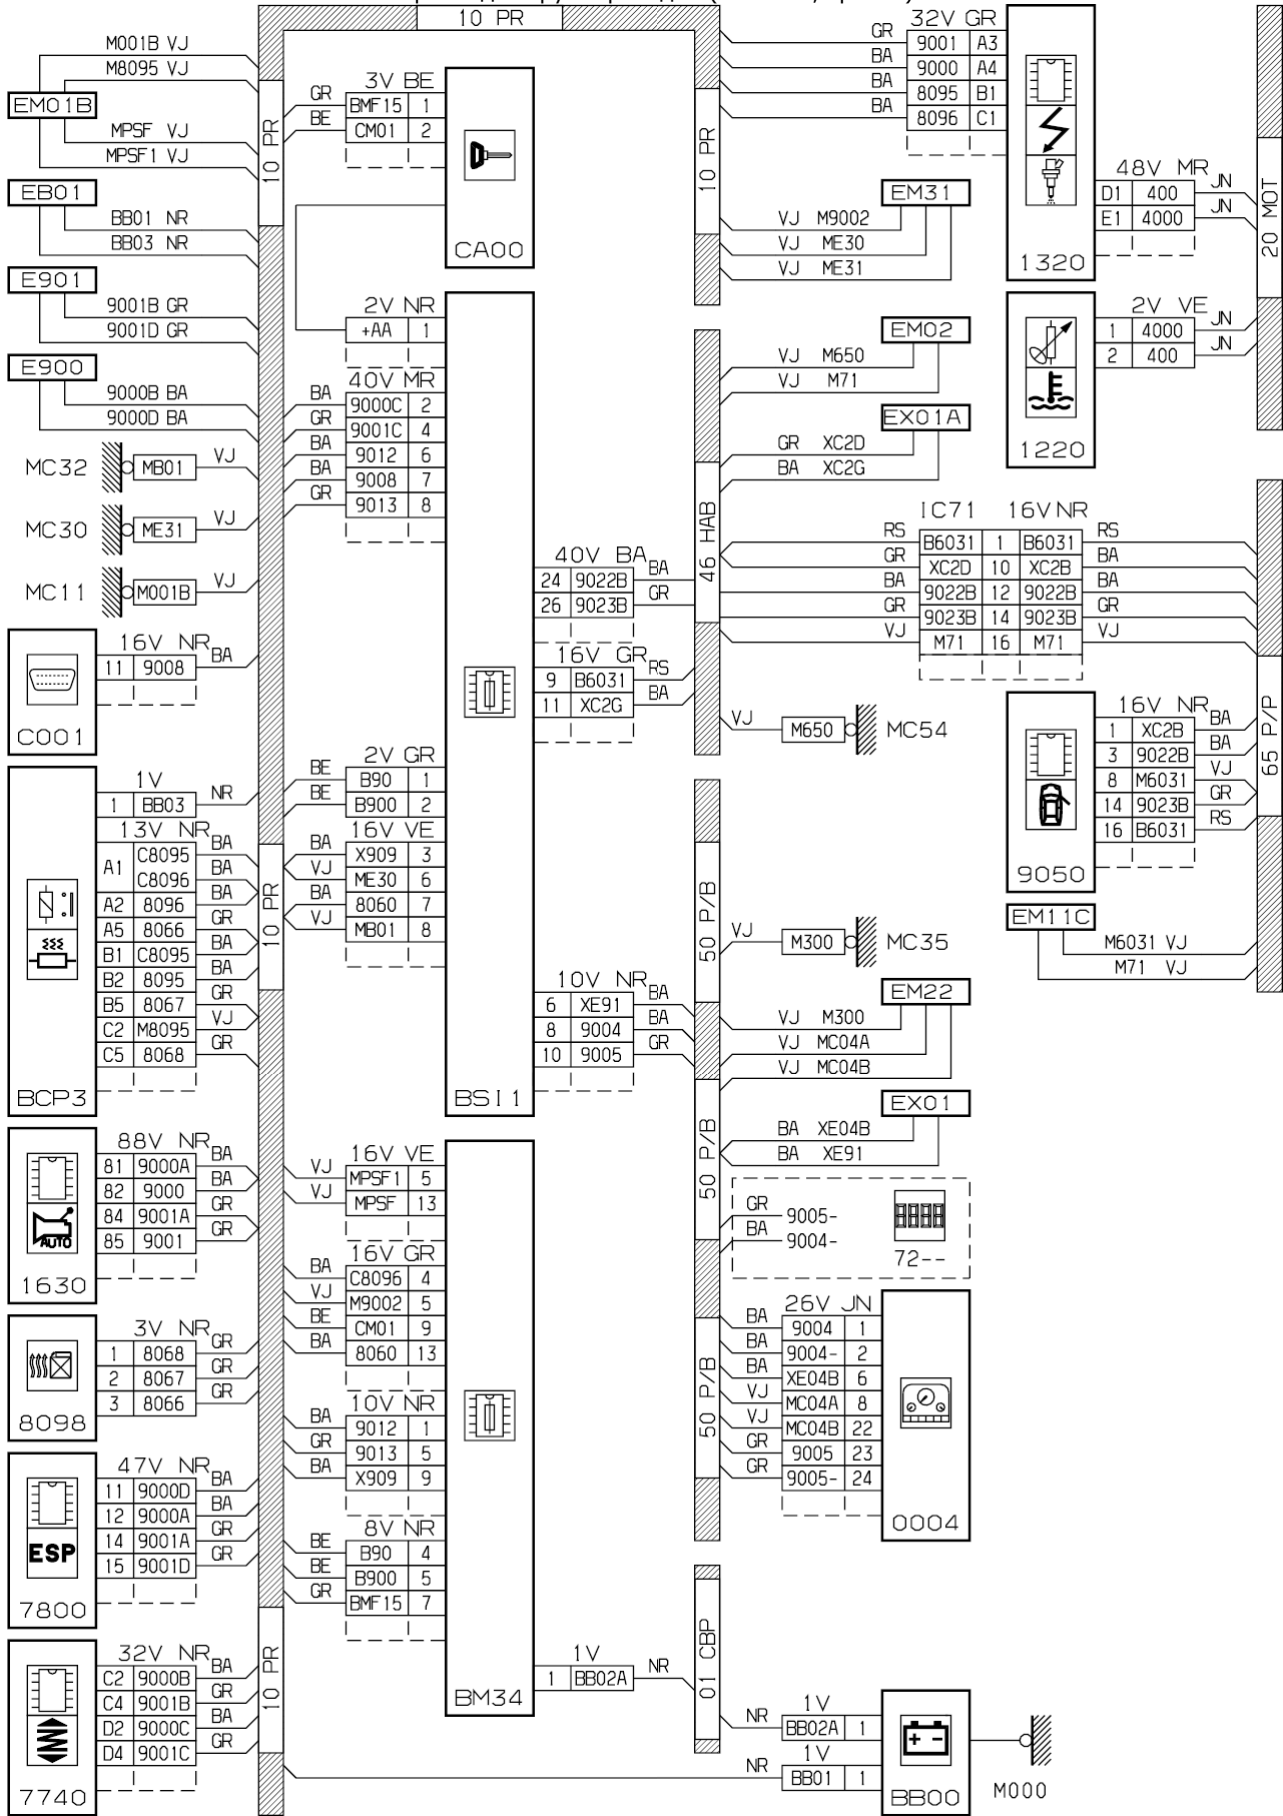 10 PR
M001B VJ
M8095 VJ
EM01B
MPSF VJ
MPSF1 VJ
EB01
BB01 NR
BB03 NR
E901
9001B GR
9001D GR
E900
9000B BA
9000D BA
MC32 MB01 VJ
MC30 ME31 VJ
MC11 M001B VJ
16V NR
11 9008 BA
C001
1V
1 BB03 NR
13V NR
A1 C8095 BA
C8096 BA
A2 8096 BA
A5 8066 GR
B1 C8095 BA
B2 8095 BA
B5 8067 GR
C2 M8095 VJ
C5 8068 GR
BCP3
88V NR
81 9000A BA
82 9000 BA
84 9001A GR
85 9001 GR
AUTO
1630
3V NR
1 8068 GR
2 8067 GR
3 8066 GR
8098
47V NR
11 9000D BA
12 9000A BA
14 9001A GR
15 9001D GR
ESP
7800
32V NR
C2 9000B BA
C4 9001B GR
D2 9000C BA
D4 9001C GR
7740
10 PR
10 PR
10 PR
3V BE
GR BMF15 1
BE CM01 2
CA00
2V NR
+AA 1
40V MR
BA 9000C 2
GR 9001C 4
BA 9012 6
BA 9008 7
GR 9013 8
40V BA
24 9022B BA
26 9023B GR
16V GR
9 B6031 RS
11 XC2G BA
2V GR
BE B90 1
BE B900 2
16V VE
BA X909 3
VJ ME30 6
BA 8060 7
VJ MB01 8
10V NR
6 XE91 BA
8 9004 BA
10 9005 GR
BSI1
16V VE
VJ MPSF1 5
VJ MPSF 13
16V GR
BA C8096 4
VJ M9002 5
BE CM01 9
BA 8060 13
10V NR
BA 9012 1
GR 9013 5
BA X909 9
8V NR
BE B90 4
BE B900 5
GR BMF15 7
1V
1 BB02A NR
BM34
10 PR
46 HAB
50 P/B
50 P/B
50 P/B
01 CBP
32V GR
GR 9001 A3
BA 9000 A4
BA 8095 B1
BA 8096 C1
48V MR
D1 400 JN
E1 4000 JN
1320
20 MOT
EM31
VJ M9002
VJ ME30
VJ ME31
2V VE
1 4000 JN
2 400 JN
1220
EM02
VJ M650
VJ M71
EX01A
GR XC2D
BA XC2G
IC71 16V NR
RS B6031 1 B6031 RS
GR XC2D 10 XC2B BA
BA 9022B 12 9022B BA
GR 9023B 14 9023B GR
VJ M71 16 M71 VJ
65 P/P
VJ M650 MC54
16V NR
1 XC2B BA
3 9022B BA
8 M6031 VJ
14 9023B GR
16 B6031 RS
9050
EM11C
M6031 VJ
M71 VJ
VJ M300 MC35
EM22
VJ M300
VJ MC04A
VJ MC04B
EX01
BA XE04B
BA XE91
GR 9005-
BA 9004-
72--
26V JN
BA 9004 1
BA 9004- 2
BA XE04B 6
VJ MC04A 8
VJ MC04B 22
GR 9005 23
GR 9005- 24
0004
1V
NR BB02A 1
1V
NR BB01 1
+ -
BB00
M000